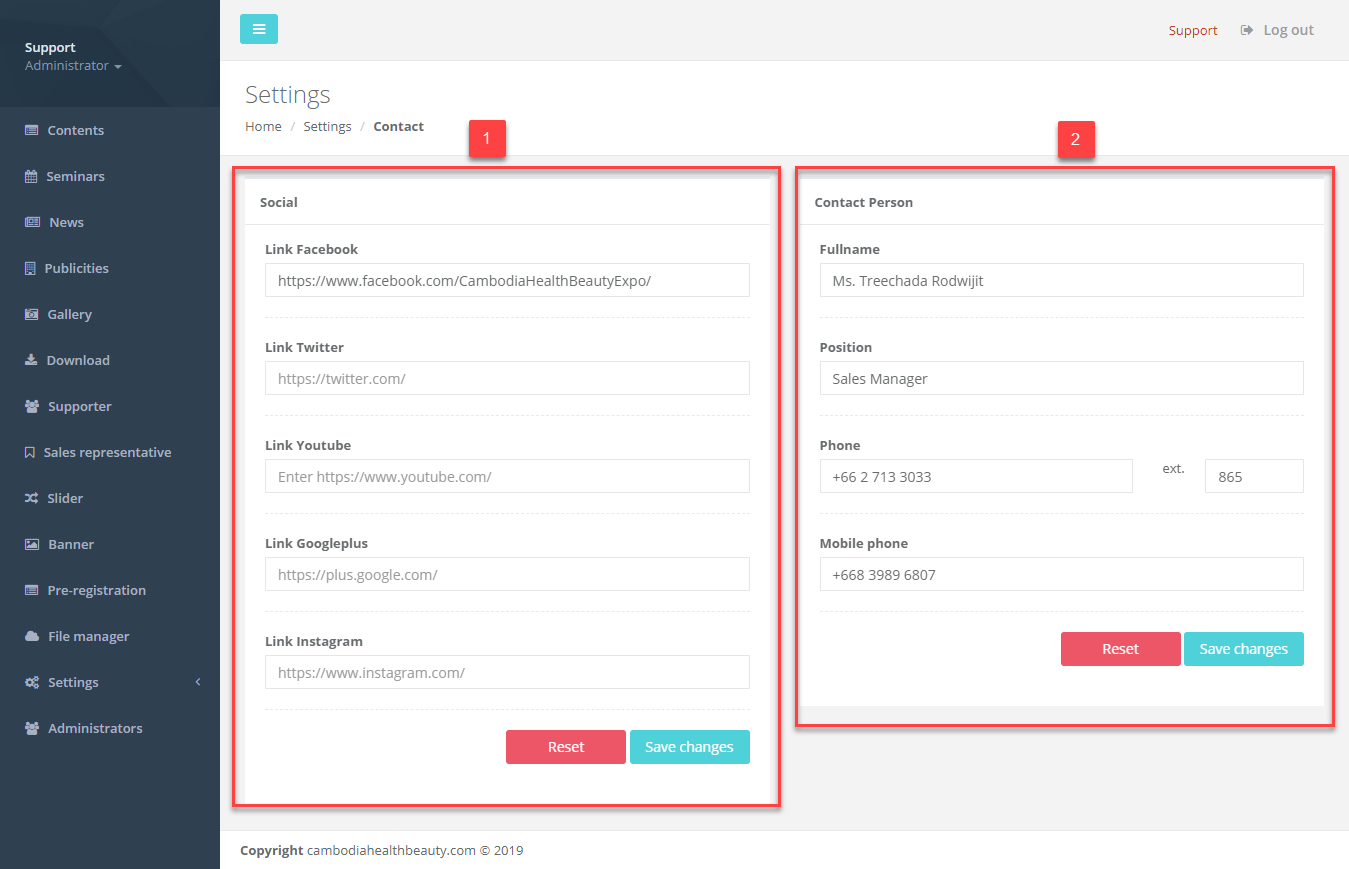 Support
Administrator
Contents
Seminars
News
Publicities
Gallery
Download
Supporter
Sales representative
Slider
Banner
Pre-registration
File manager
Settings
Administrators
Support
Log out
Settings
Home / Settings / Contact
1
Social
Link Facebook
https://www.facebook.com/CambodiaHealthBeautyExpo/
Link Twitter
https://twitter.com/
Link Youtube
Enter https://www.youtube.com/
Link Googleplus
https://plus.google.com/
Link Instagram
https://www.instagram.com/
Reset
Save changes
2
Contact Person
Fullname
Ms. Treechada Rodwijit
Position
Sales Manager
Phone
+66 2 713 3033 ext. 865
Mobile phone
+668 3989 6807
Reset
Save changes
Copyright cambodiahealthbeauty.com © 2019